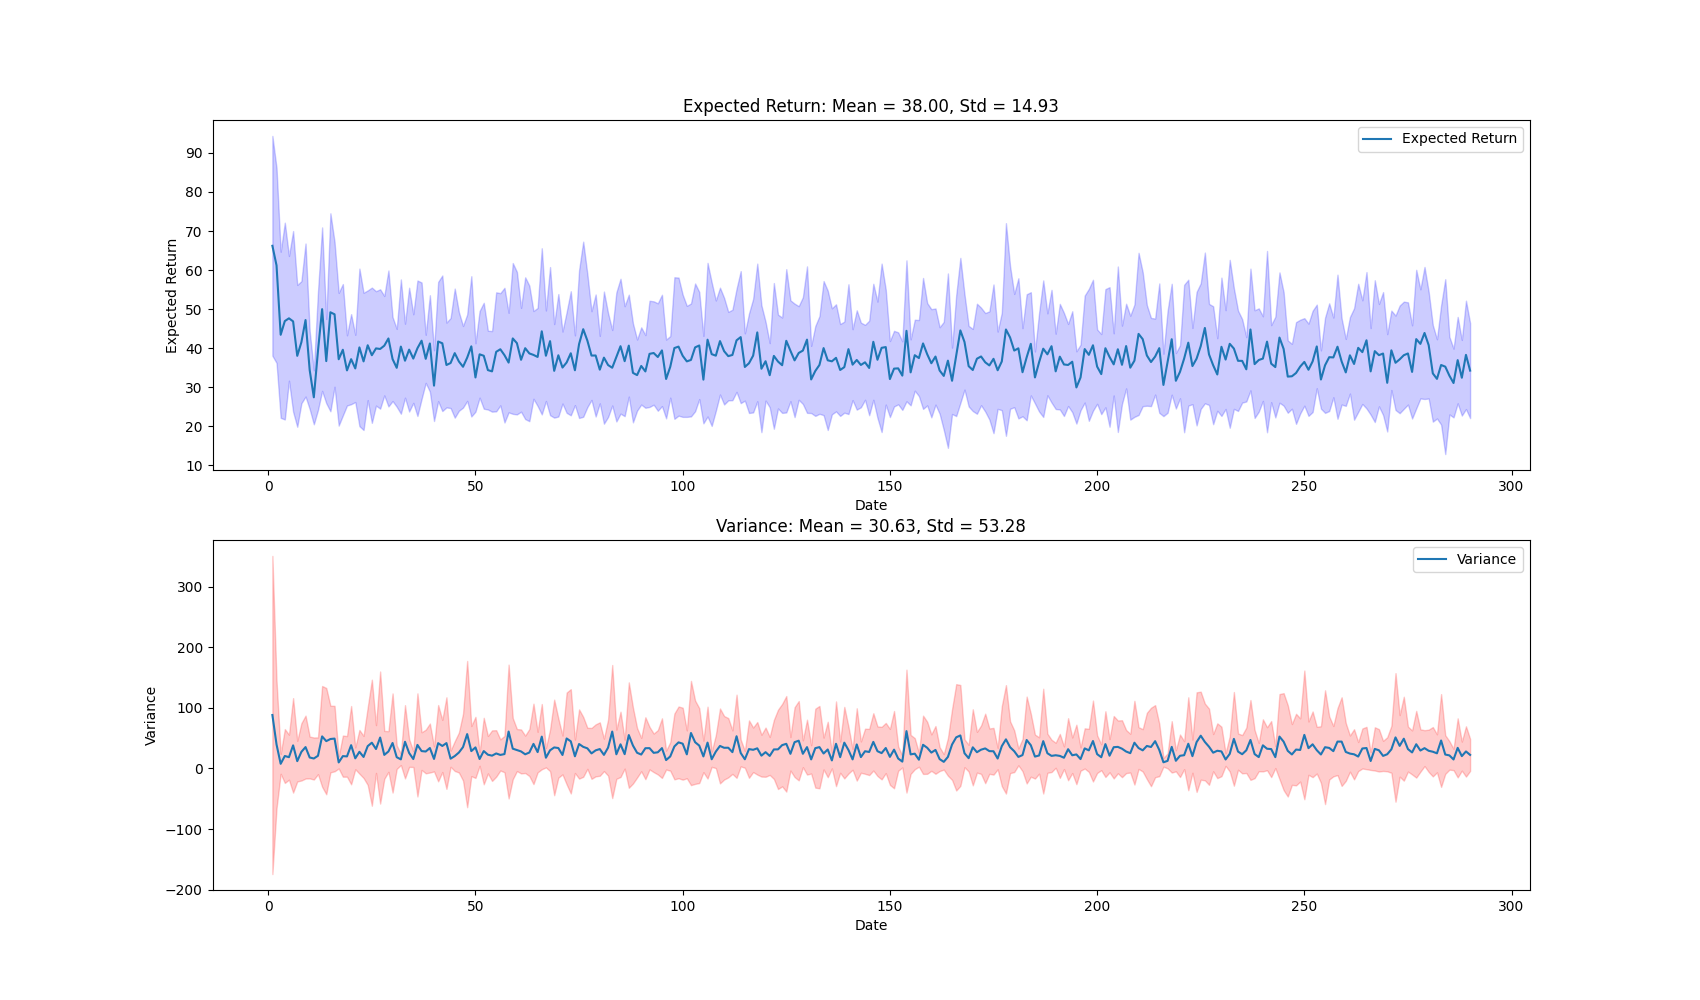 Expected Return: Mean = 38.00, Std = 14.93
Expected Return
90
80
70
60
50
40
30
20
10
Expected Return
0 50 100 150 200 250 300
Date
Variance: Mean = 30.63, Std = 53.28
Variance
300
200
100
0
−100
−200
Variance
0 50 100 150 200 250 300
Date